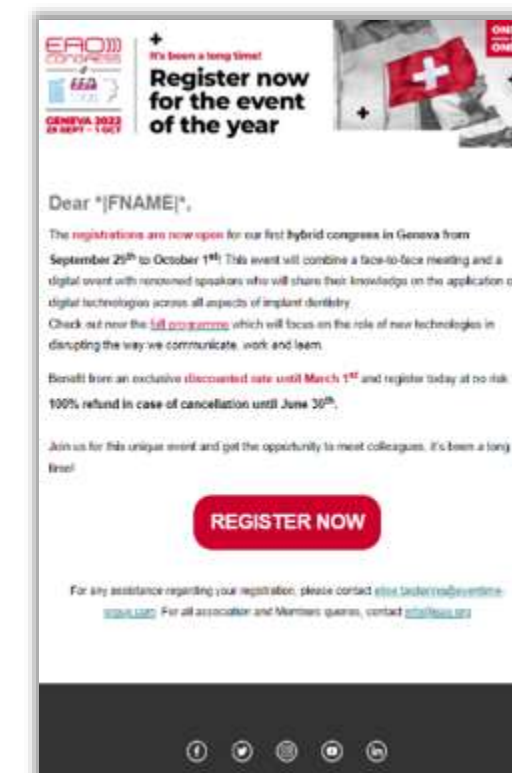 EAO)))
CONGRESS
GENEVA 2022
29 SEPT - 1 OCT
+
It's been a long time!
Register now
for the event
of the year
Dear *|FNAME|*,
The registrations are now open for our first hybrid congress in Geneva from
September 29th to October 1st! This event will combine a face-to-face meeting and a
digital event with renowned speakers who will share their knowledge on the application o
digital technologies across all aspects of implant dentistry.
Check out now the full programme which will focus on the role of new technologies in
disrupting the way we communicate, work and learn.
Benefit from an exclusive discounted rate until March 1st and register today at no risk
100% refund in case of cancellation until June 30th.
Join us for this unique event and get the opportunity to meet colleagues, it's been a long
time!
REGISTER NOW
For any assistance regarding your registration, please contact
For all association and Members queries, contact